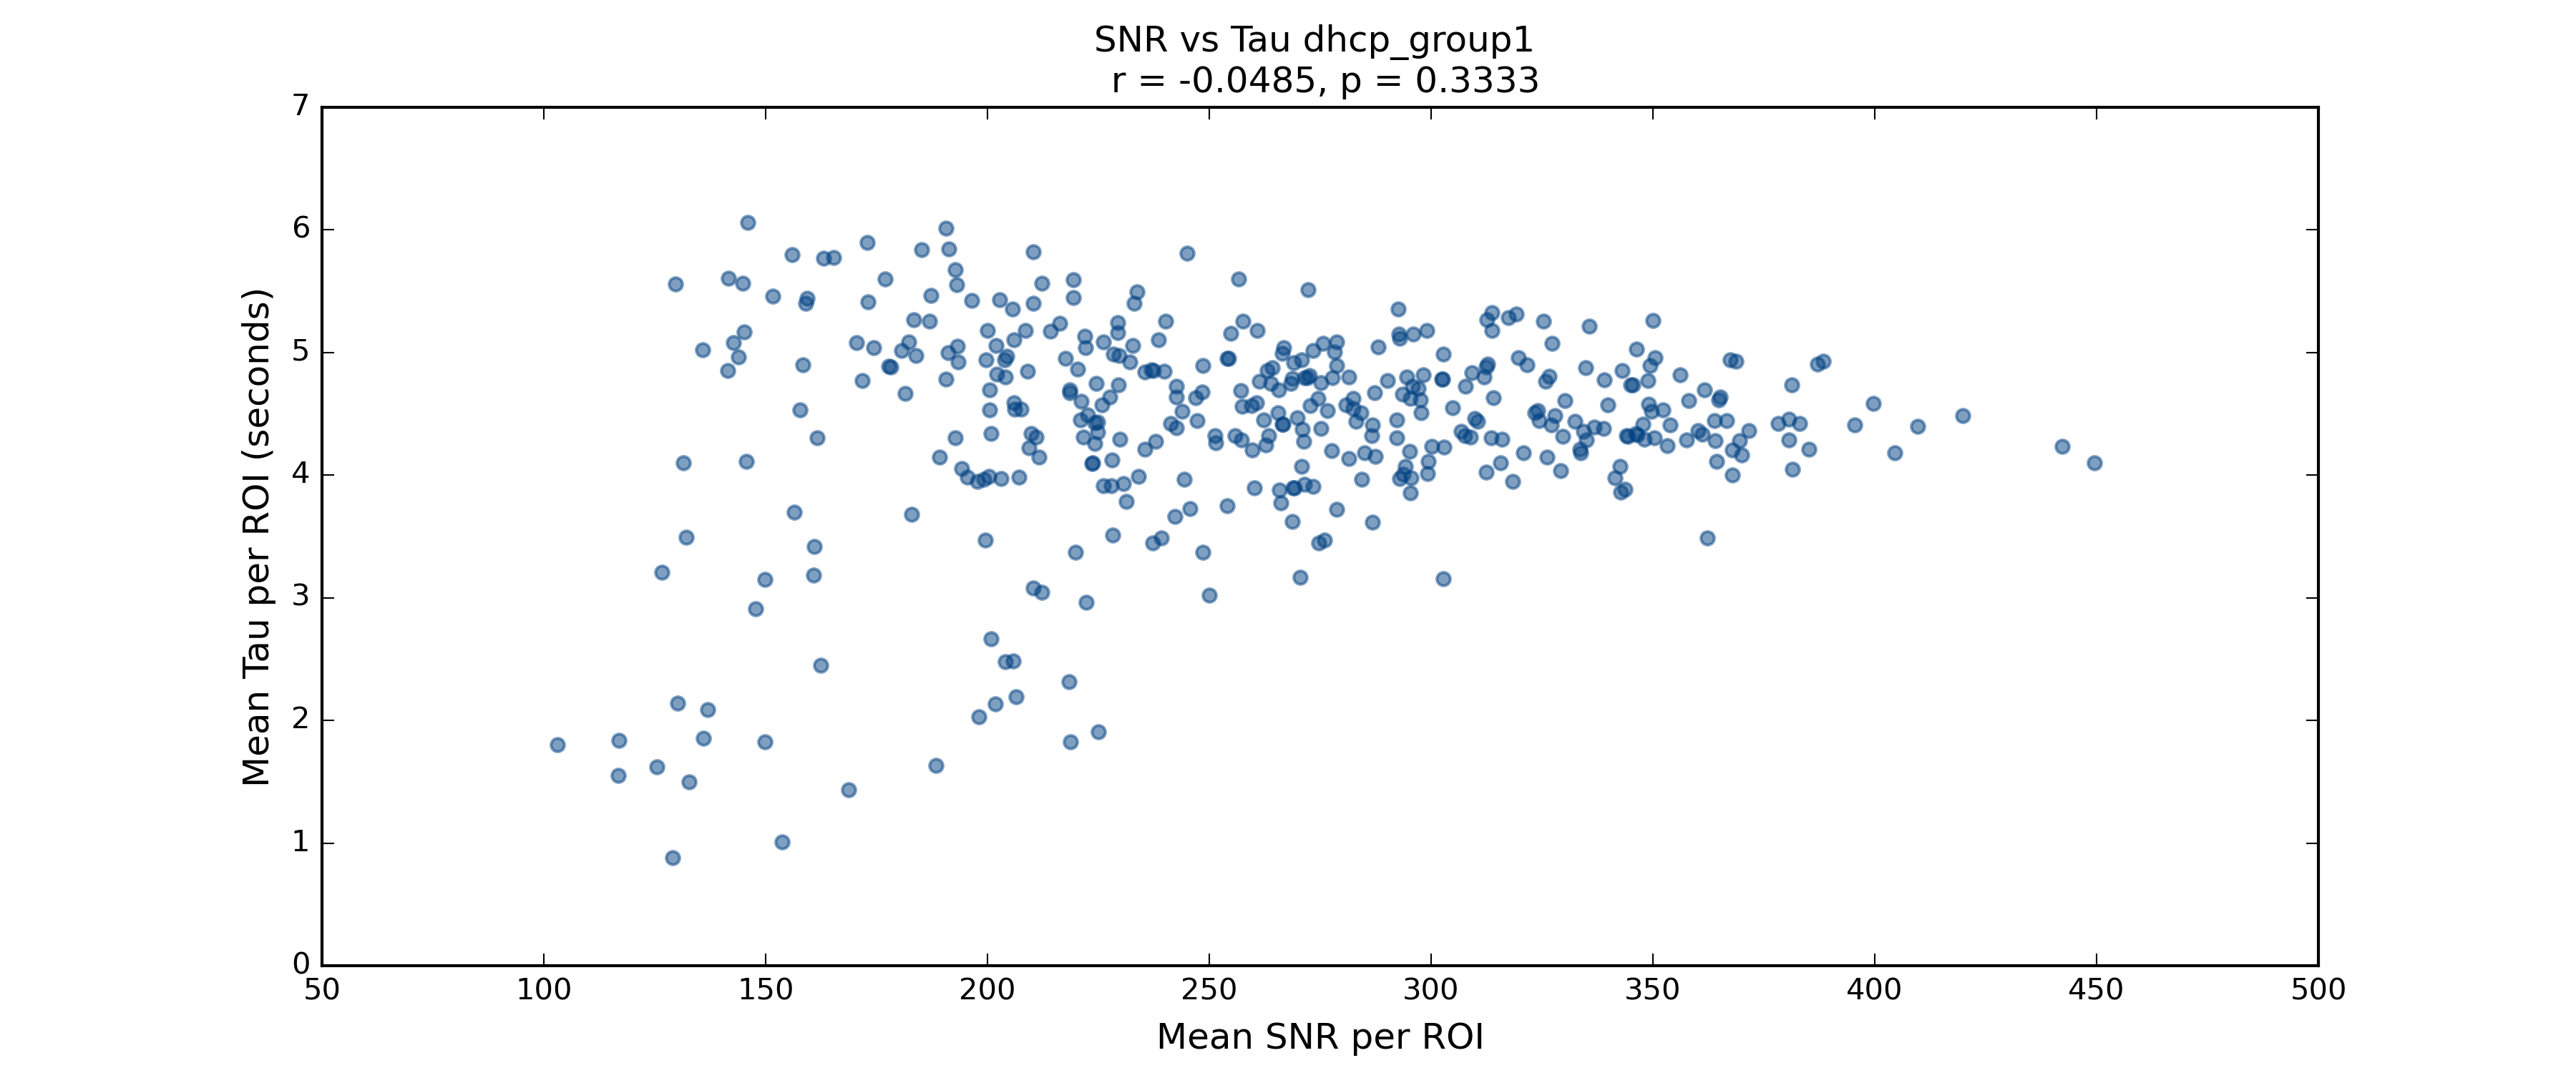 SNR vs Tau dhcp_group1
r = -0.0485, p = 0.3333
Mean Tau per ROI (seconds)
7
6
5
4
3
2
1
0
50 100 150 200 250 300 350 400 450 500
Mean SNR per ROI